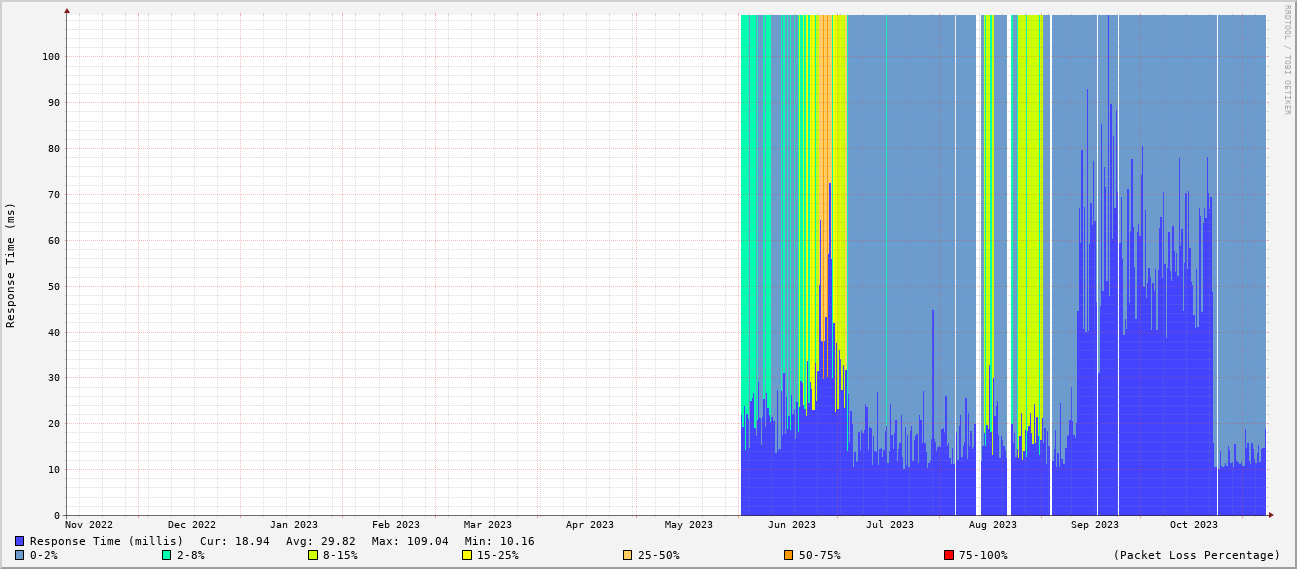 RRDTOOL / TOBI OETIKER
Response Time (ms)
100
90
80
70
60
50
40
30
20
10
0
Nov 2022 Dec 2022 Jan 2023 Feb 2023 Mar 2023 Apr 2023 May 2023 Jun 2023 Jul 2023 Aug 2023 Sep 2023 Oct 2023
Response Time (millis) Cur: 18.94 Avg: 29.82 Max: 109.04 Min: 10.16
0-2% 2-8% 8-15% 15-25% 25-50% 50-75% 75-100% (Packet Loss Percentage)